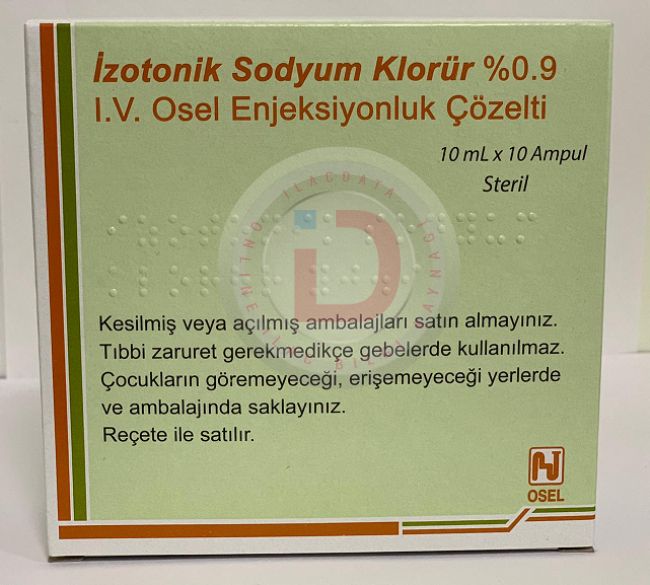 İzotonik Sodyum Klorür %0.9
I.V. Osel Enjeksiyonluk Çözelti
10 mL x 10 Ampul
Steril
ILACDATA
Kesilmiş veya açılmış ambalajları satın almayınız.
Tıbbi zaruret gerekmedikçe gebelerde kullanılmaz.
Çocukların göremeyeceği, erişemeyeceği yerlerde
ve ambalajında saklayınız.
Reçete ile satılır.
OSEL